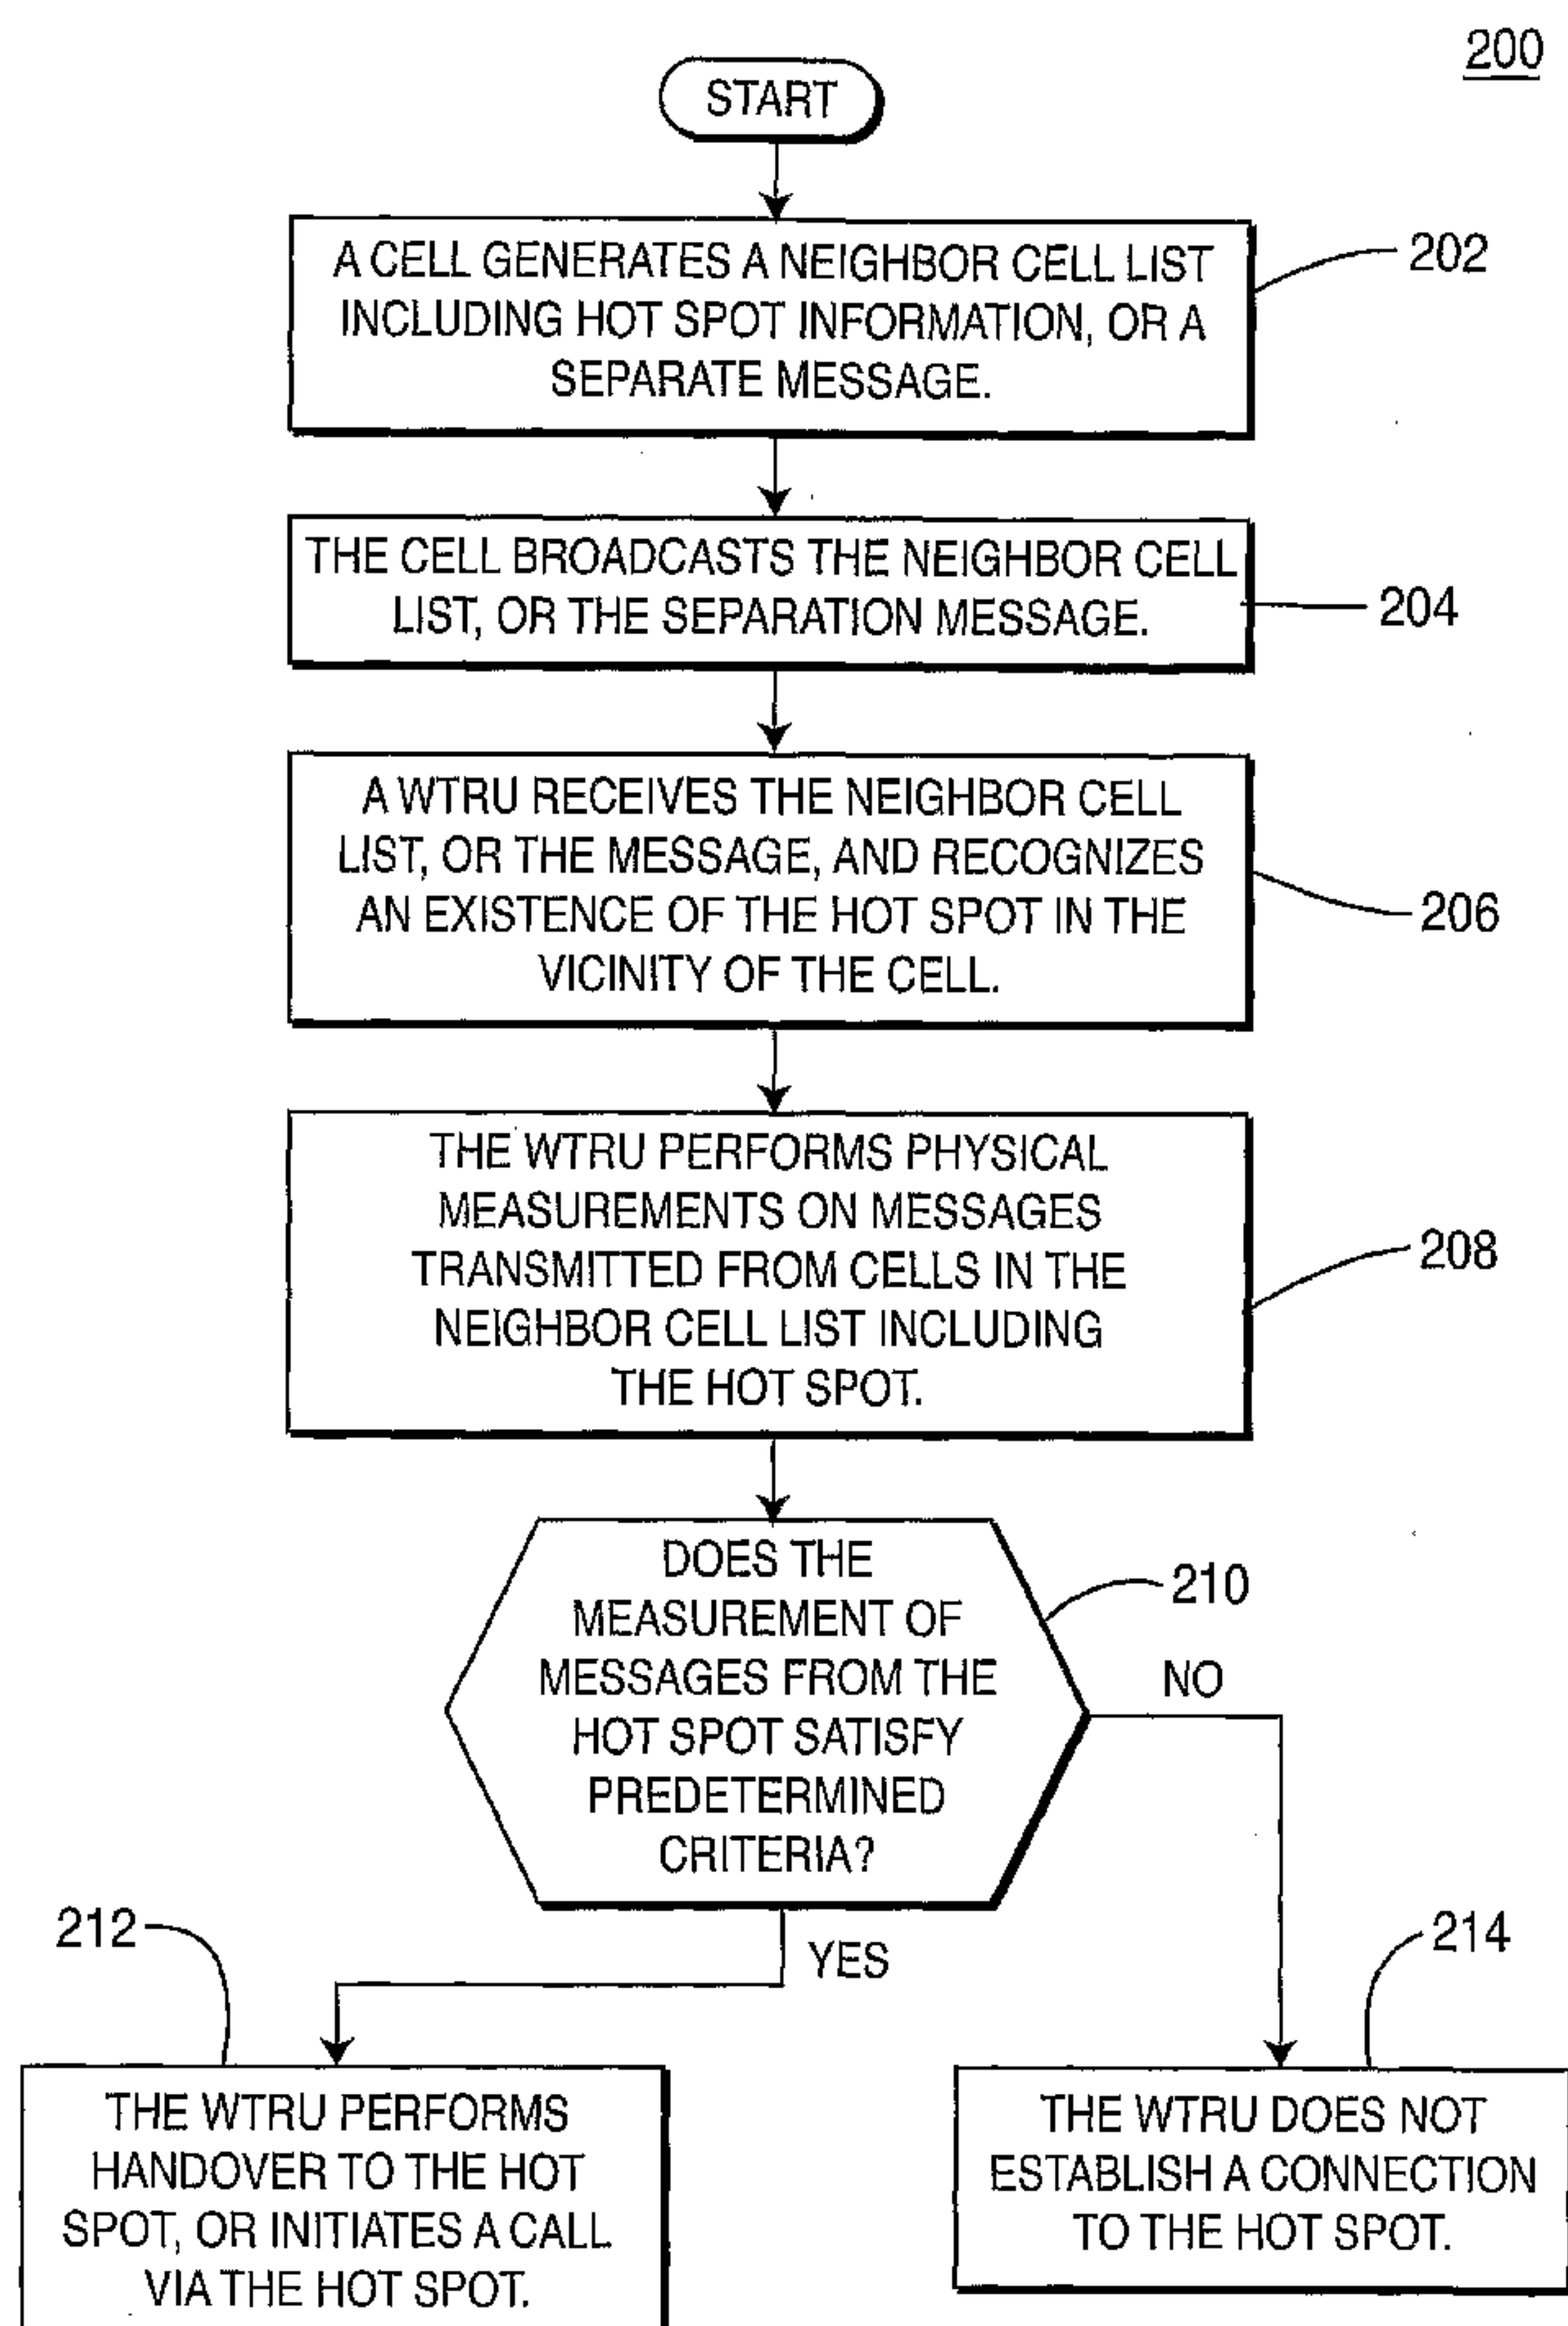 200
START
A CELL GENERATES A NEIGHBOR CELL LIST
INCLUDING HOT SPOT INFORMATION, OR A
SEPARATE MESSAGE.
202
THE CELL BROADCASTS THE NEIGHBOR CELL
LIST, OR THE SEPARATION MESSAGE.
204
A WTRU RECEIVES THE NEIGHBOR CELL
LIST, OR THE MESSAGE, AND RECOGNIZES
AN EXISTENCE OF THE HOT SPOT IN THE
VICINITY OF THE CELL.
206
THE WTRU PERFORMS PHYSICAL
MEASUREMENTS ON MESSAGES
TRANSMITTED FROM CELLS IN THE
NEIGHBOR CELL LIST INCLUDING
THE HOT SPOT.
208
DOES THE
MEASUREMENT OF
MESSAGES FROM THE
HOT SPOT SATISFY
PREDETERMINED
CRITERIA?
210
NO
YES
212
THE WTRU PERFORMS
HANDOVER TO THE HOT
SPOT, OR INITIATES A CALL
VIA THE HOT SPOT.
214
THE WTRU DOES NOT
ESTABLISH A CONNECTION
TO THE HOT SPOT.